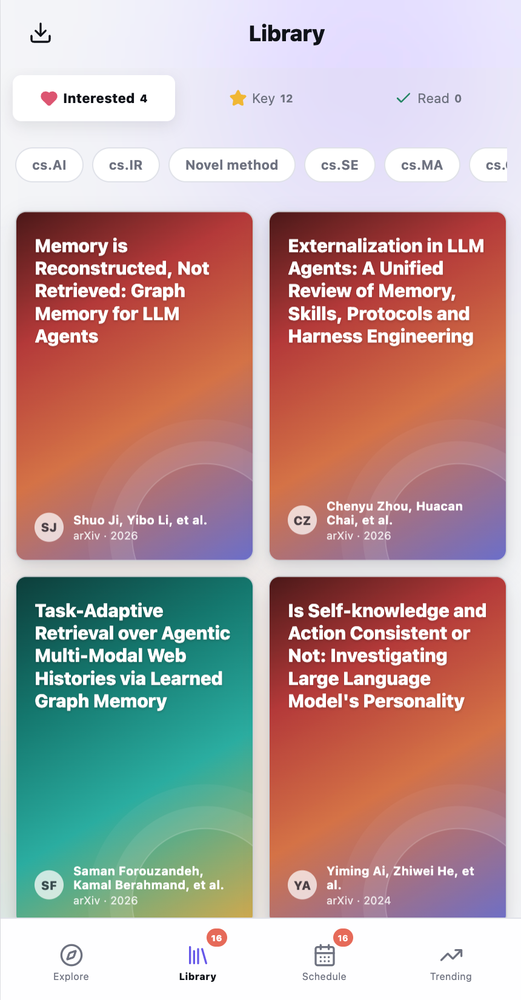 Library
Interested 4
Key 12
Read 0
cs.AI
cs.IR
Novel method
cs.SE
cs.MA
cs.
Memory is
Reconstructed, Not
Retrieved: Graph
Memory for LLM
Agents
SJ
Shuo Ji, Yibo Li, et al.
arXiv · 2026
Externalization in LLM
Agents: A Unified
Review of Memory,
Skills, Protocols and
Harness Engineering
CZ
Chenyu Zhou, Huacan
Chai, et al.
arXiv · 2026
Task-Adaptive
Retrieval over Agentic
Multi-Modal Web
Histories via Learned
Graph Memory
SF
Saman Forouzandeh,
Kamal Berahmand, et al.
arXiv · 2026
Is Self-knowledge and
Action Consistent or
Not: Investigating
Large Language
Model's Personality
YA
Yiming Ai, Zhiwei He, et
al.
arXiv · 2024
Explore
16
Library
16
Schedule
Trending